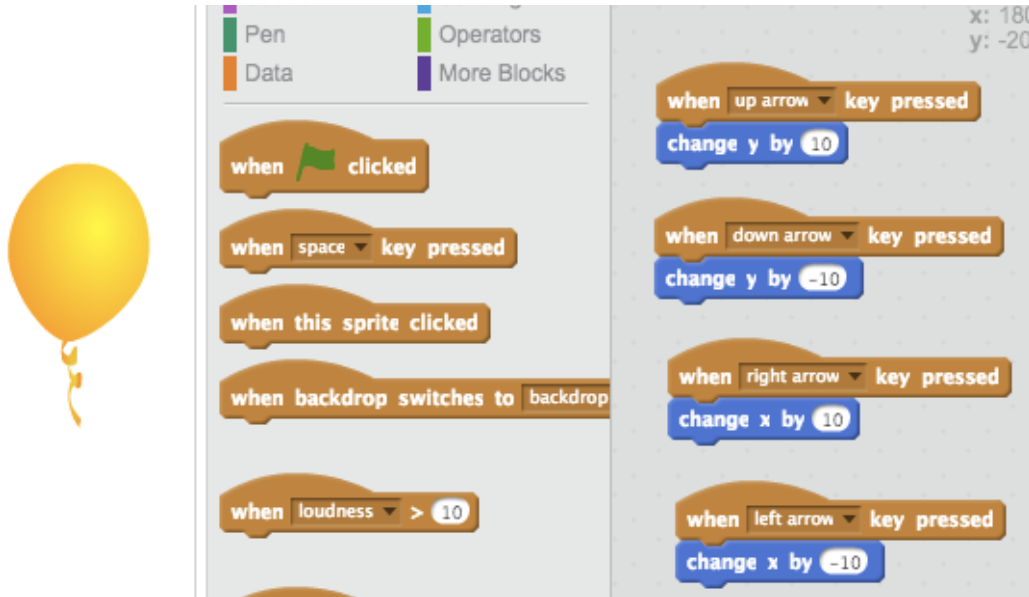 Pen
Operators
Data
More Blocks
when clicked
when space key pressed
when this sprite clicked
when backdrop switches to backdrop
when loudness > 10
x: 180
y: -20
when up arrow key pressed
change y by 10
when down arrow key pressed
change y by -10
when right arrow key pressed
change x by 10
when left arrow key pressed
change x by -10